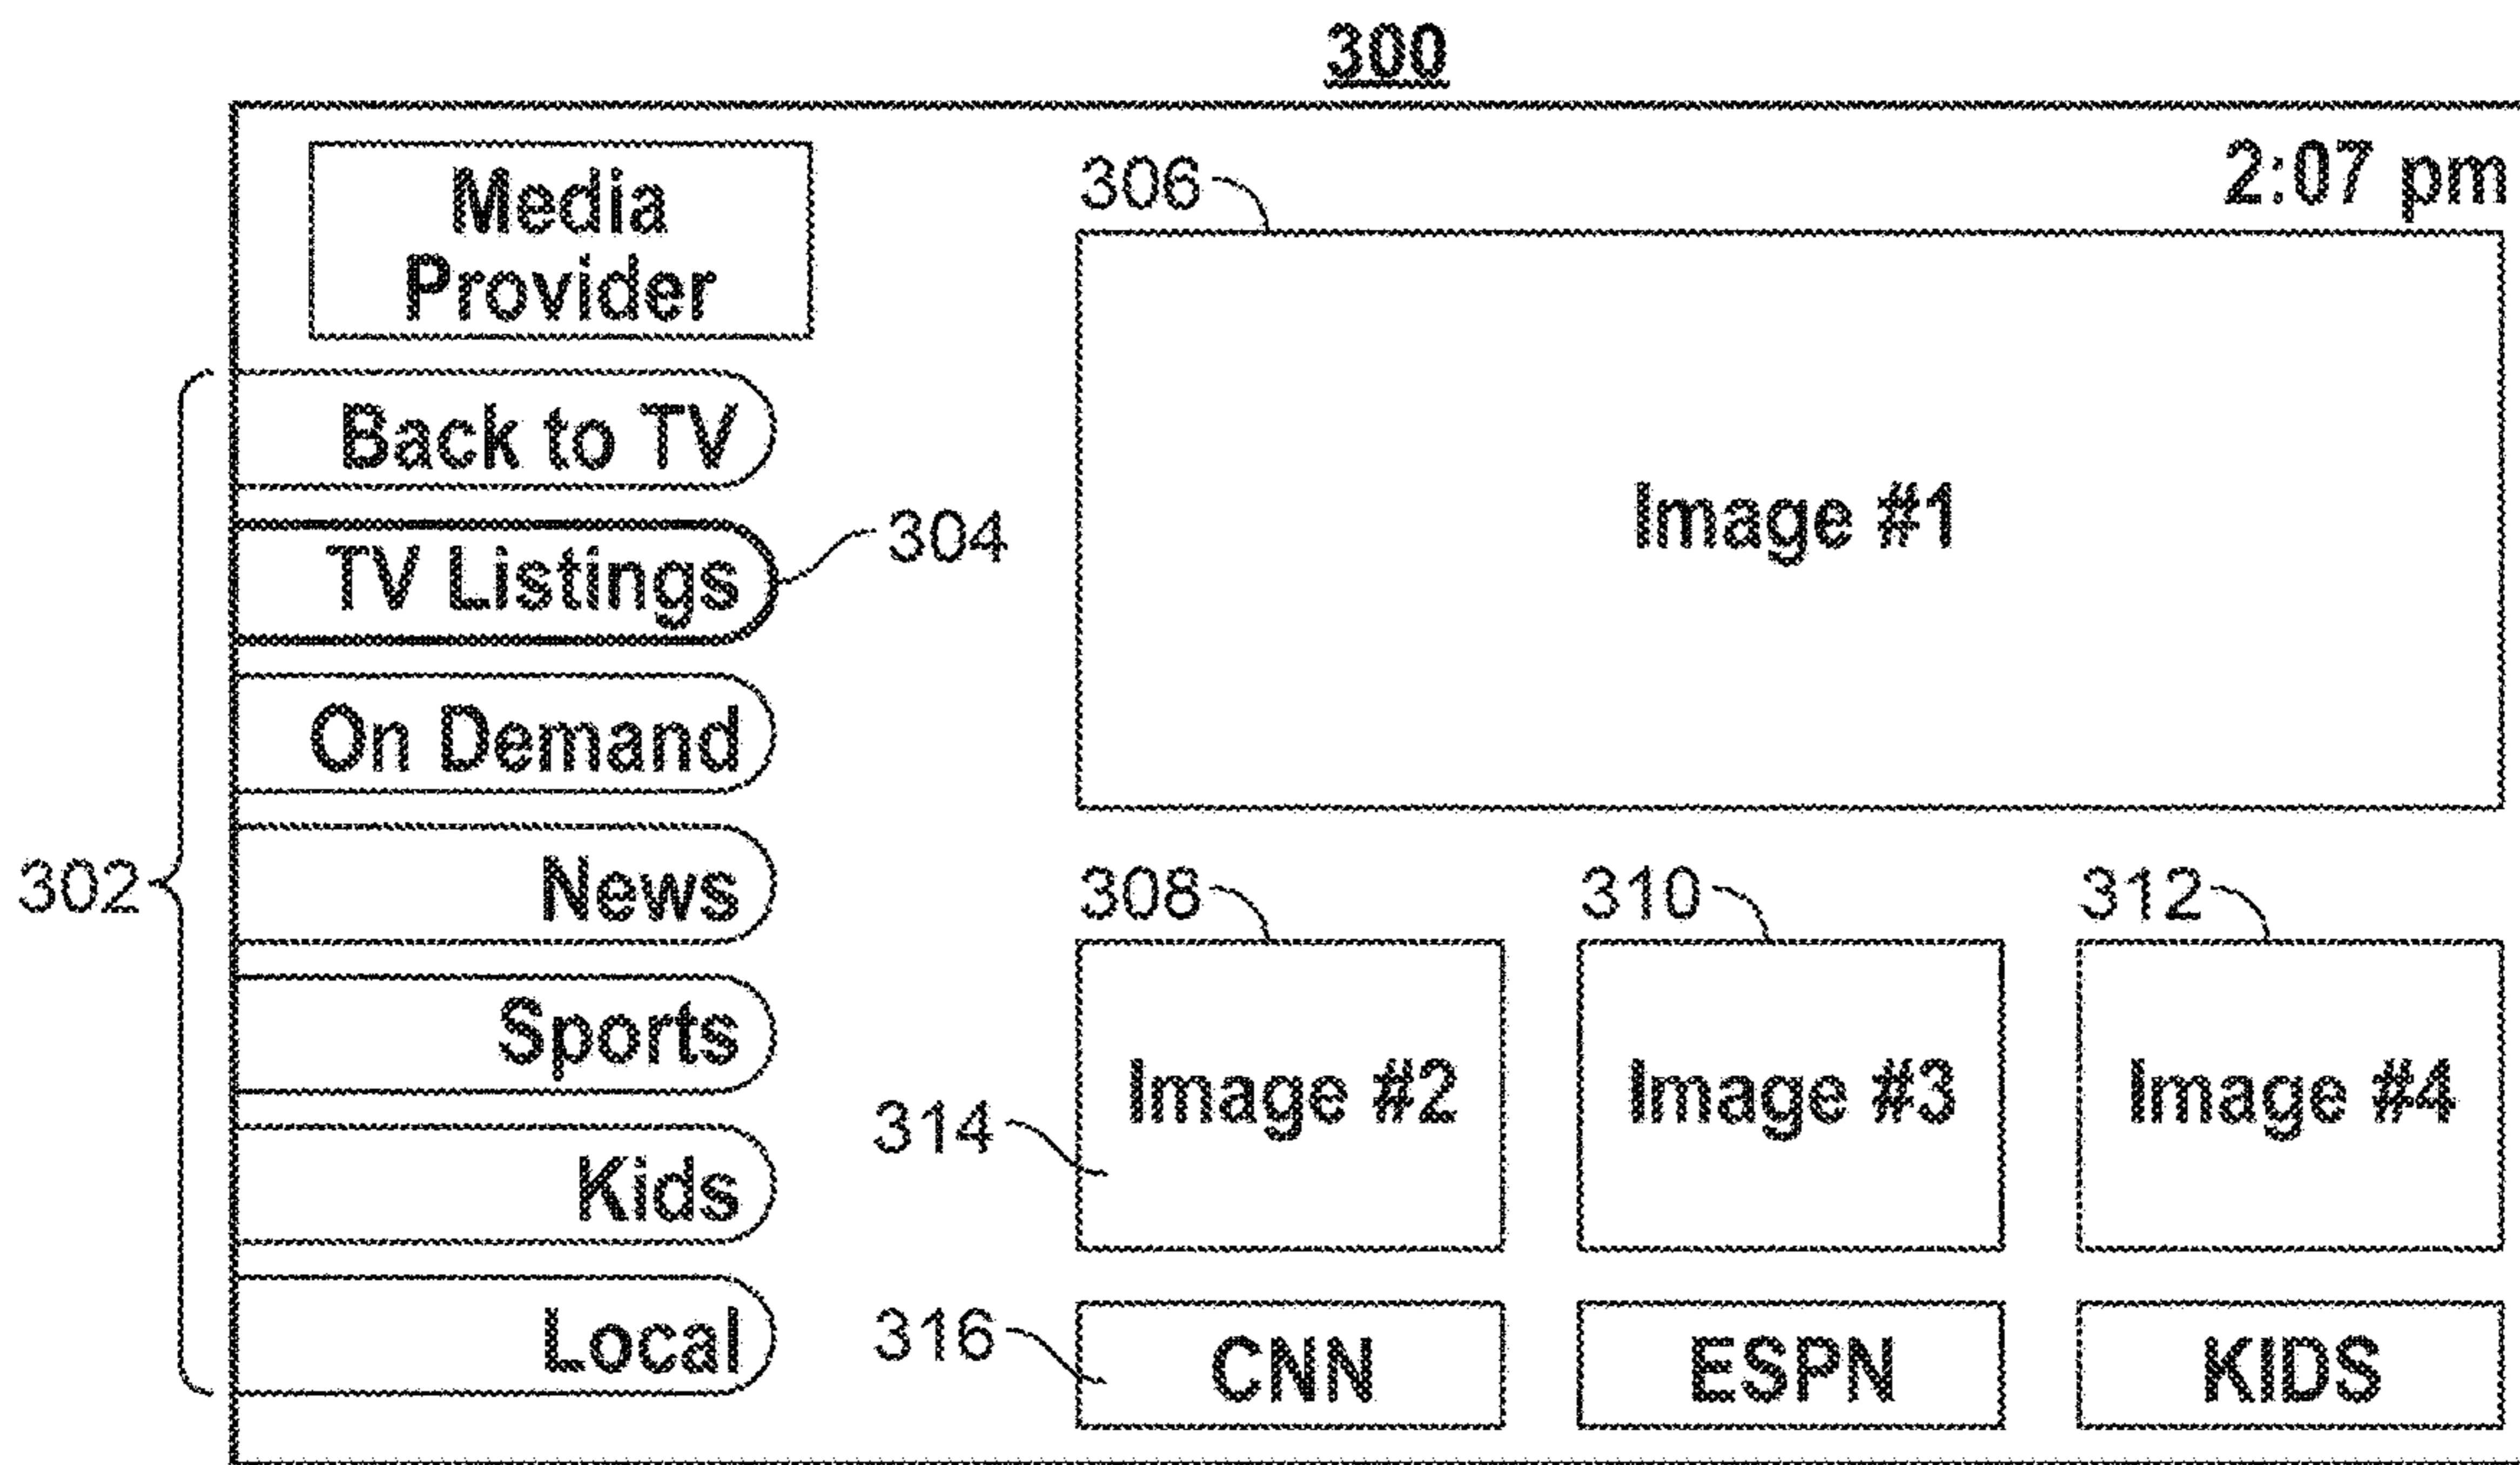 300
Media
Provider
2:07 pm
306
Image #1
302
Back to TV
TV Listings
304
On Demand
News
Sports
Kids
Local
308
310
312
Image #2
Image #3
Image #4
314
316
CNN
ESPN
KIDS